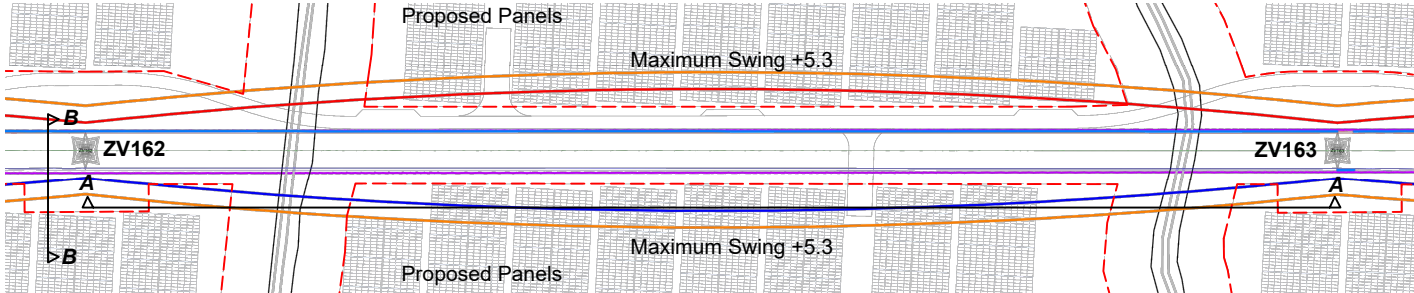 Proposed Panels
Maximum Swing +5.3
B
ZV162
ZV163
A
A
Maximum Swing +5.3
B
Proposed Panels